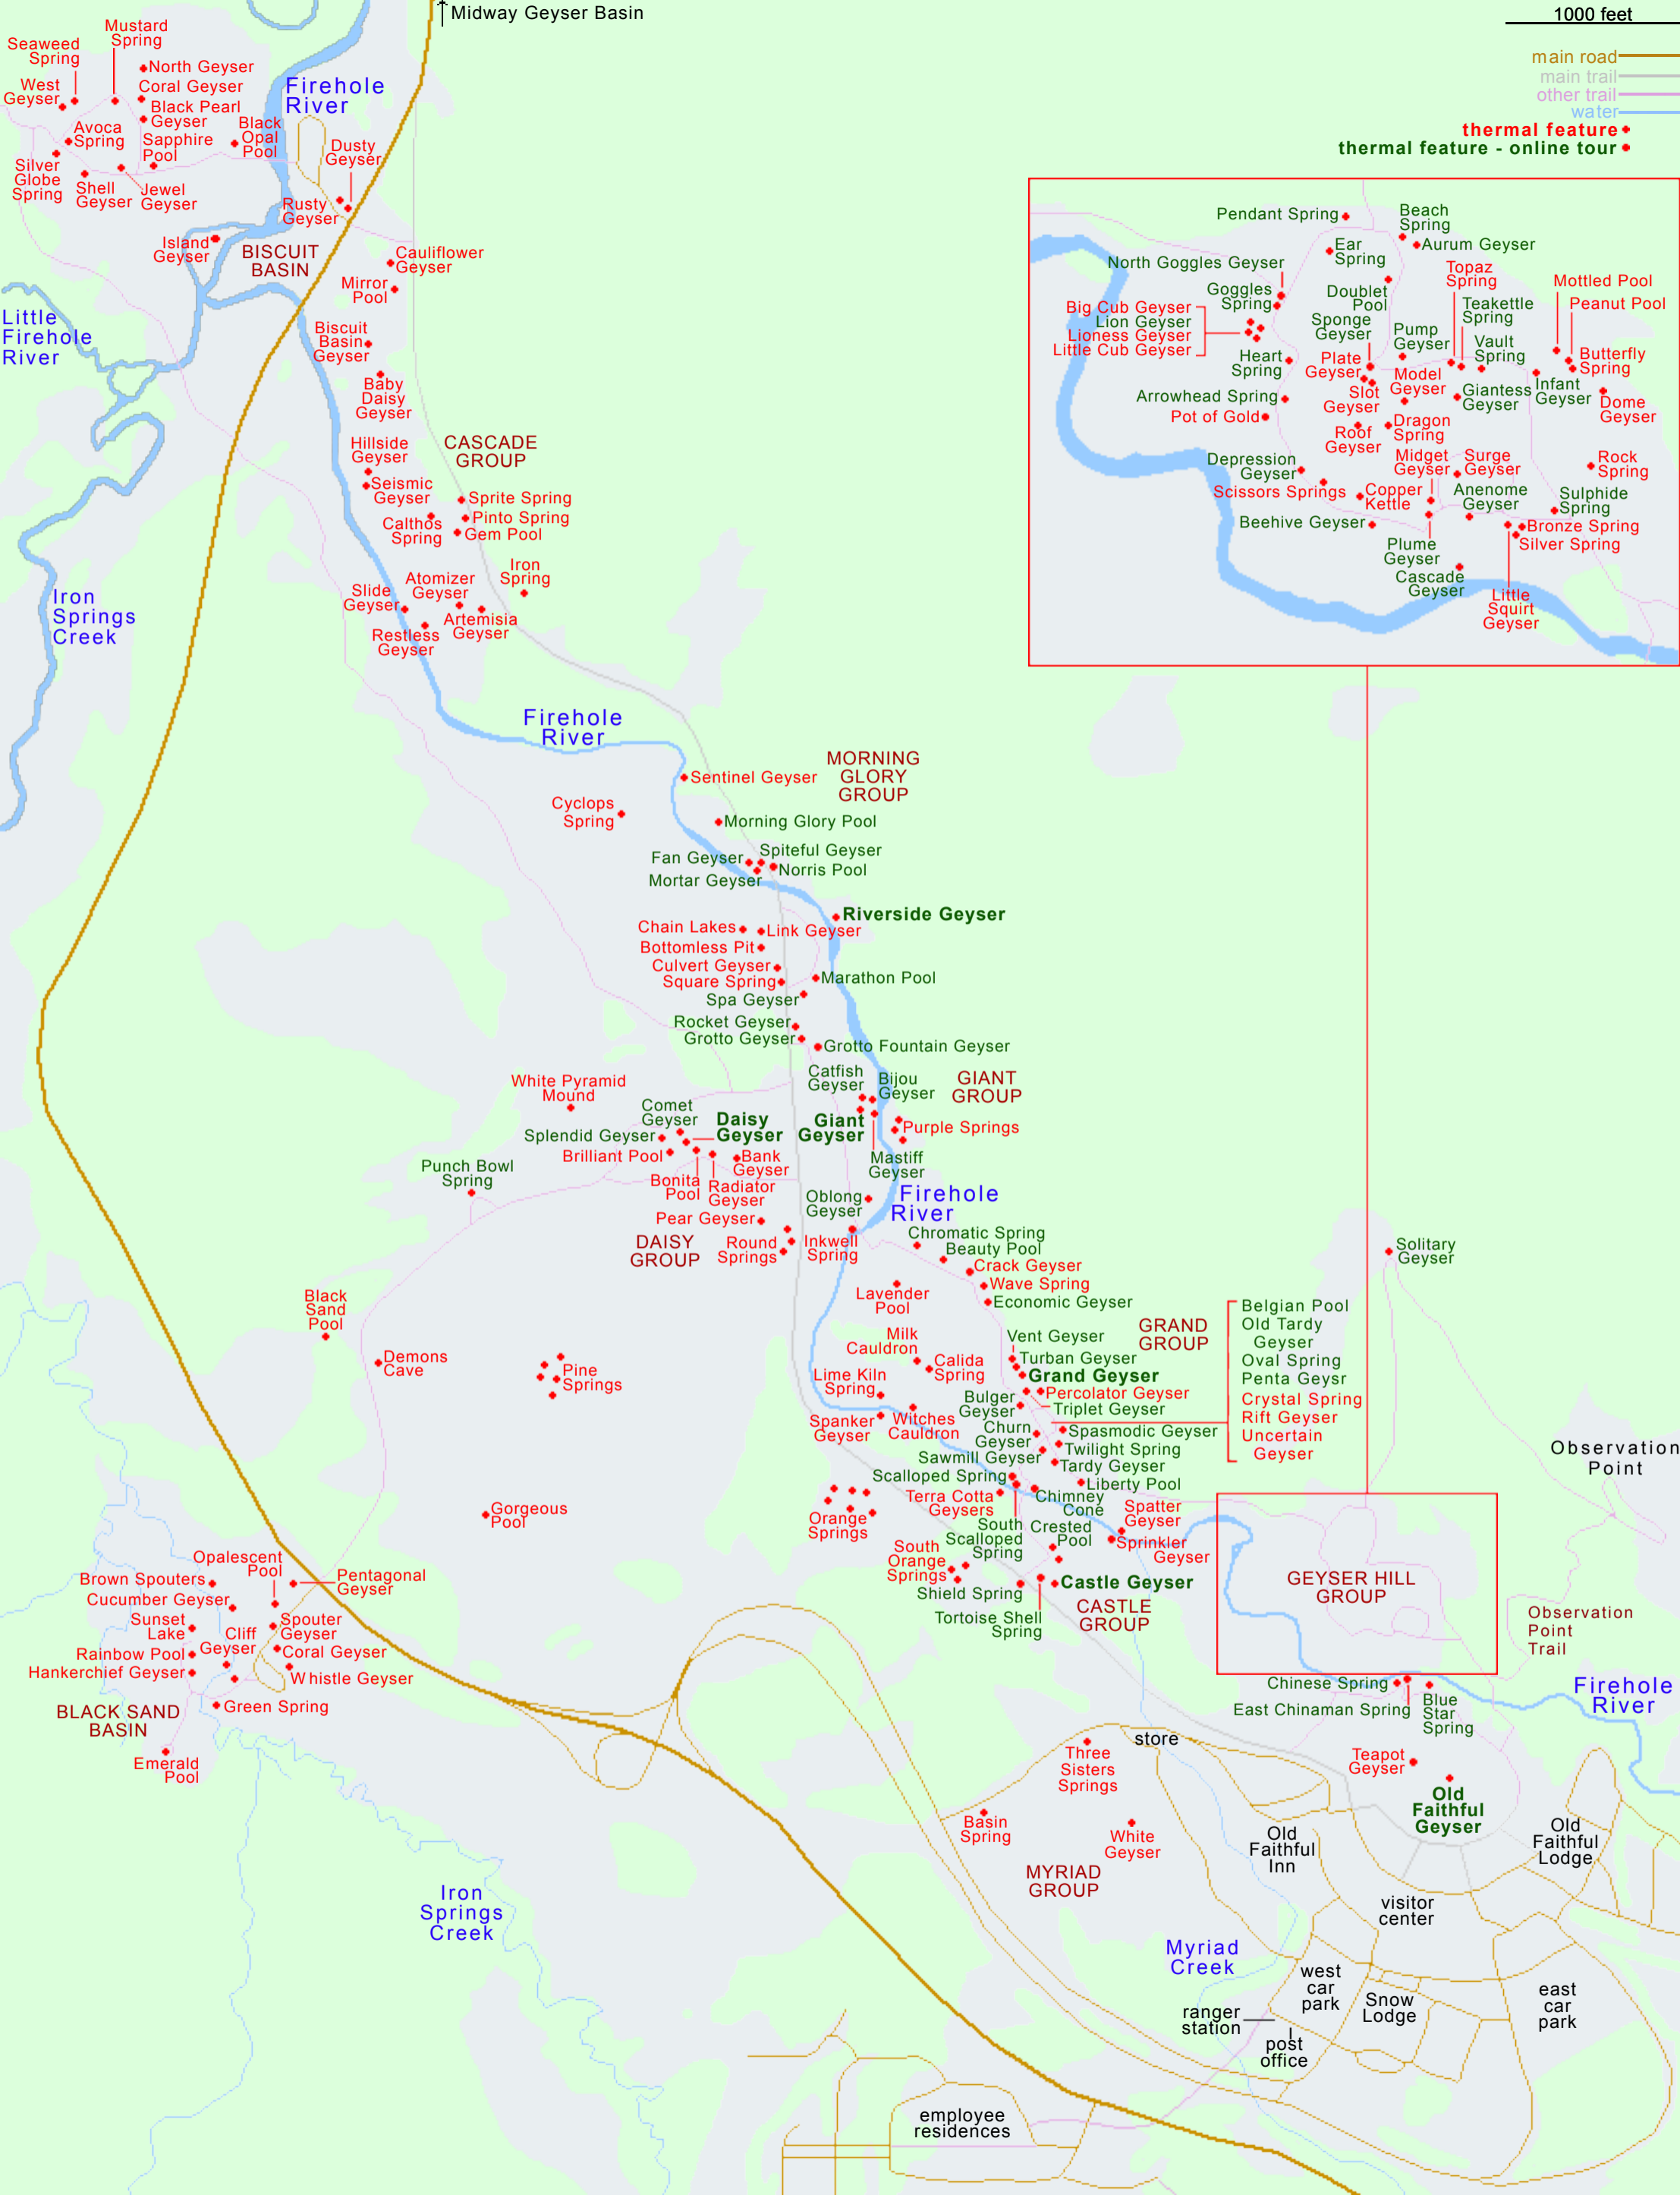 Midway Geyser Basin
1000 feet
main road
main trail
other trail
water
thermal feature
thermal feature - online tour
Mustard
Spring
Seaweed
Spring
North Geyser
West
Geyser
Coral Geyser
Black Pearl
Geyser
Firehole
River
Avoca
Spring
Sapphire
Pool
Black
Opal
Pool
Dusty
Geyser
Silver
Globe
Spring
Shell
Geyser
Jewel
Geyser
Rusty
Geyser
Island
Geyser
BISCUIT
BASIN
Cauliflower
Geyser
Mirror
Pool
Little
Firehole
River
Biscuit
Basin
Geyser
Baby
Daisy
Geyser
Hillside
Geyser
CASCADE
GROUP
Seismic
Geyser
Sprite Spring
Pinto Spring
Calthos
Spring
Gem Pool
Iron
Spring
Atomizer
Geyser
Slide
Geyser
Artemisia
Geyser
Restless
Geyser
Iron
Springs
Creek
Pendant Spring
Beach
Spring
Ear
Spring
Aurum Geyser
North Goggles Geyser
Topaz
Spring
Mottled Pool
Goggles
Spring
Doublet
Pool
Teakettle
Spring
Peanut Pool
Big Cub Geyser
Lion Geyser
Lioness Geyser
Little Cub Geyser
Sponge
Geyser
Pump
Geyser
Vault
Spring
Heart
Spring
Plate
Geyser
Model
Geyser
Butterfly
Spring
Arrowhead Spring
Slot
Geyser
Giantess
Geyser
Infant
Geyser
Dome
Geyser
Pot of Gold
Roof
Geyser
Dragon
Spring
Depression
Geyser
Midget
Geyser
Surge
Geyser
Rock
Spring
Scissors Springs
Copper
Kettle
Anenome
Geyser
Sulphide
Spring
Beehive Geyser
Bronze Spring
Silver Spring
Plume
Geyser
Cascade
Geyser
Little
Squirt
Geyser
Firehole
River
MORNING
GLORY
GROUP
Sentinel Geyser
Cyclops
Spring
Morning Glory Pool
Fan Geyser
Spiteful Geyser
Norris Pool
Mortar Geyser
Riverside Geyser
Chain Lakes
Link Geyser
Bottomless Pit
Culvert Geyser
Square Spring
Marathon Pool
Spa Geyser
Rocket Geyser
Grotto Geyser
Grotto Fountain Geyser
Catfish
Geyser
Bijou
Geyser
GIANT
GROUP
White Pyramid
Mound
Comet
Geyser
Daisy
Geyser
Giant
Geyser
Purple Springs
Splendid Geyser
Brilliant Pool
Bank
Geyser
Mastiff
Geyser
Punch Bowl
Spring
Bonita
Pool
Radiator
Geyser
Oblong
Geyser
Firehole
River
Pear Geyser
DAISY
GROUP
Round
Springs
Inkwell
Spring
Chromatic Spring
Beauty Pool
Crack Geyser
Wave Spring
Economic Geyser
Solitary
Geyser
Lavender
Pool
Black
Sand
Pool
Demons
Cave
Pine
Springs
Milk
Cauldron
Vent Geyser
GRAND
GROUP
Belgian Pool
Old Tardy
Geyser
Oval Spring
Penta Geysr
Crystal Spring
Rift Geyser
Uncertain
Geyser
Calida
Spring
Turban Geyser
Grand Geyser
Lime Kiln
Spring
Percolator Geyser
Bulger
Geyser
Triplet Geyser
Spanker
Geyser
Witches
Cauldron
Churn
Geyser
Spasmodic Geyser
Twilight Spring
Sawmill Geyser
Tardy Geyser
Scalloped Spring
Liberty Pool
Terra Cotta
Geysers
Chimney
Cone
Spatter
Geyser
Orange
Springs
South
Scalloped
Spring
Crested
Pool
Sprinkler
Geyser
South
Orange
Springs
Shield Spring
Castle Geyser
Tortoise Shell
Spring
CASTLE
GROUP
Observation
Point
GEYSER HILL
GROUP
Observation
Point
Trail
Gorgeous
Pool
Opalescent
Pool
Brown Spouters
Pentagonal
Geyser
Cucumber Geyser
Sunset
Lake
Cliff
Geyser
Spouter
Geyser
Rainbow Pool
Coral Geyser
Hankerchief Geyser
Whistle Geyser
Green Spring
BLACK SAND
BASIN
Emerald
Pool
Chinese Spring
East Chinaman Spring
Blue
Star
Spring
Firehole
River
store
Three
Sisters
Springs
Teapot
Geyser
Old
Faithful
Geyser
Basin
Spring
White
Geyser
Old
Faithful
Inn
Old
Faithful
Lodge
MYRIAD
GROUP
visitor
center
Iron
Springs
Creek
Myriad
Creek
west
car
park
Snow
Lodge
east
car
park
ranger
station
post
office
employee
residences